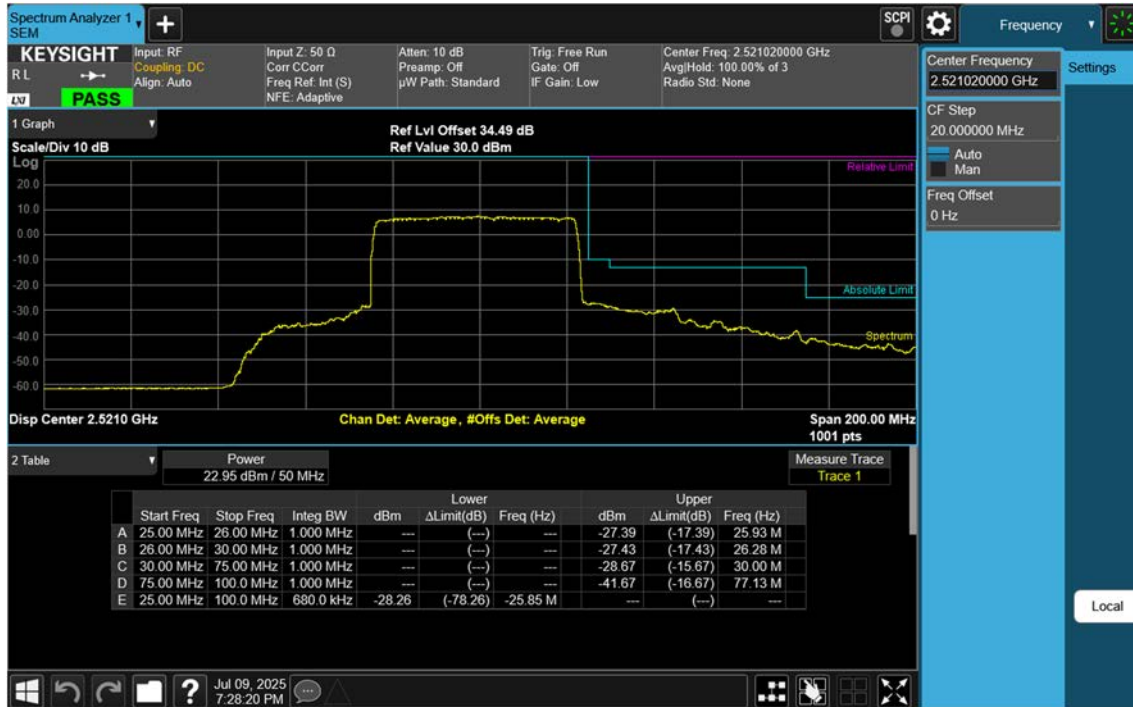 Spectrum Analyzer 1
SEM
+
SCPI
Frequency
KEYSIGHT
R L
LXI
PASS
Input: RF
Coupling: DC
Align: Auto
Input Z: 50 Ω
Corr CCorr
Freq Ref: Int (S)
NFE: Adaptive
Atten: 10 dB
Preamp: Off
µW Path: Standard
Trig: Free Run
Gate: Off
IF Gain: Low
Center Freq: 2.521020000 GHz
Avg|Hold: 100.00% of 3
Radio Std: None
Center Frequency
2.521020000 GHz
Settings
CF Step
20.000000 MHz
Auto
Man
Freq Offset
0 Hz
1 Graph
Scale/Div 10 dB
Ref Lvl Offset 34.49 dB
Ref Value 30.0 dBm
Log
Relative Limit
20.0
10.0
0.00
-10.0
-20.0
Absolute Limit
-30.0
-40.0
Spectrum
-50.0
-60.0
Disp Center 2.5210 GHz
Chan Det: Average, #Offs Det: Average
Span 200.00 MHz
1001 pts
2 Table
Power
22.95 dBm / 50 MHz
Measure Trace
Trace 1
Lower Upper
Start Freq Stop Freq Integ BW dBm ΔLimit(dB) Freq (Hz) dBm ΔLimit(dB) Freq (Hz)
A 25.00 MHz 26.00 MHz 1.000 MHz --- (---) --- -27.39 (-17.39) 25.93 M
B 26.00 MHz 30.00 MHz 1.000 MHz --- (---) --- -27.43 (-17.43) 26.28 M
C 30.00 MHz 75.00 MHz 1.000 MHz --- (---) --- -28.67 (-15.67) 30.00 M
D 75.00 MHz 100.0 MHz 1.000 MHz --- (---) --- -41.67 (-16.67) 77.13 M
E 25.00 MHz 100.0 MHz 680.0 kHz -28.26 (-78.26) -25.85 M --- (---) ---
Local
?
Jul 09, 2025
7:28:20 PM